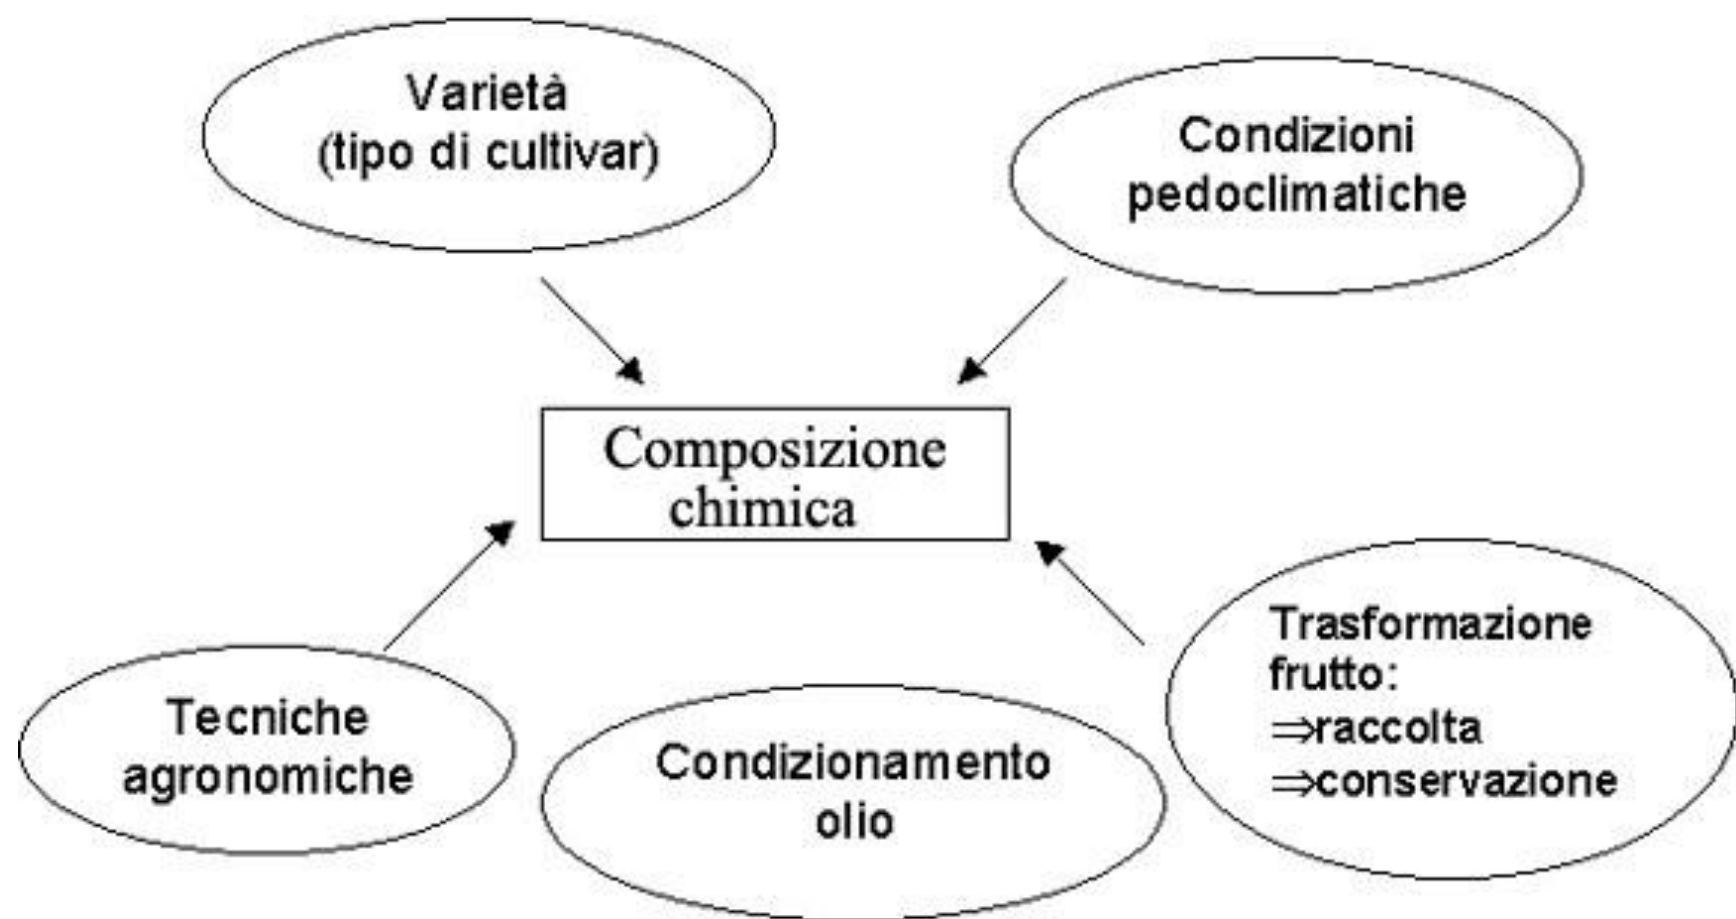 Varietà
(tipo di cultivar)
Condizioni
pedoclimatiche
Composizione
chimica
Tecniche
agronomiche
Condizionamento
olio
Trasformazione
frutto:
⇒raccolta
⇒conservazione